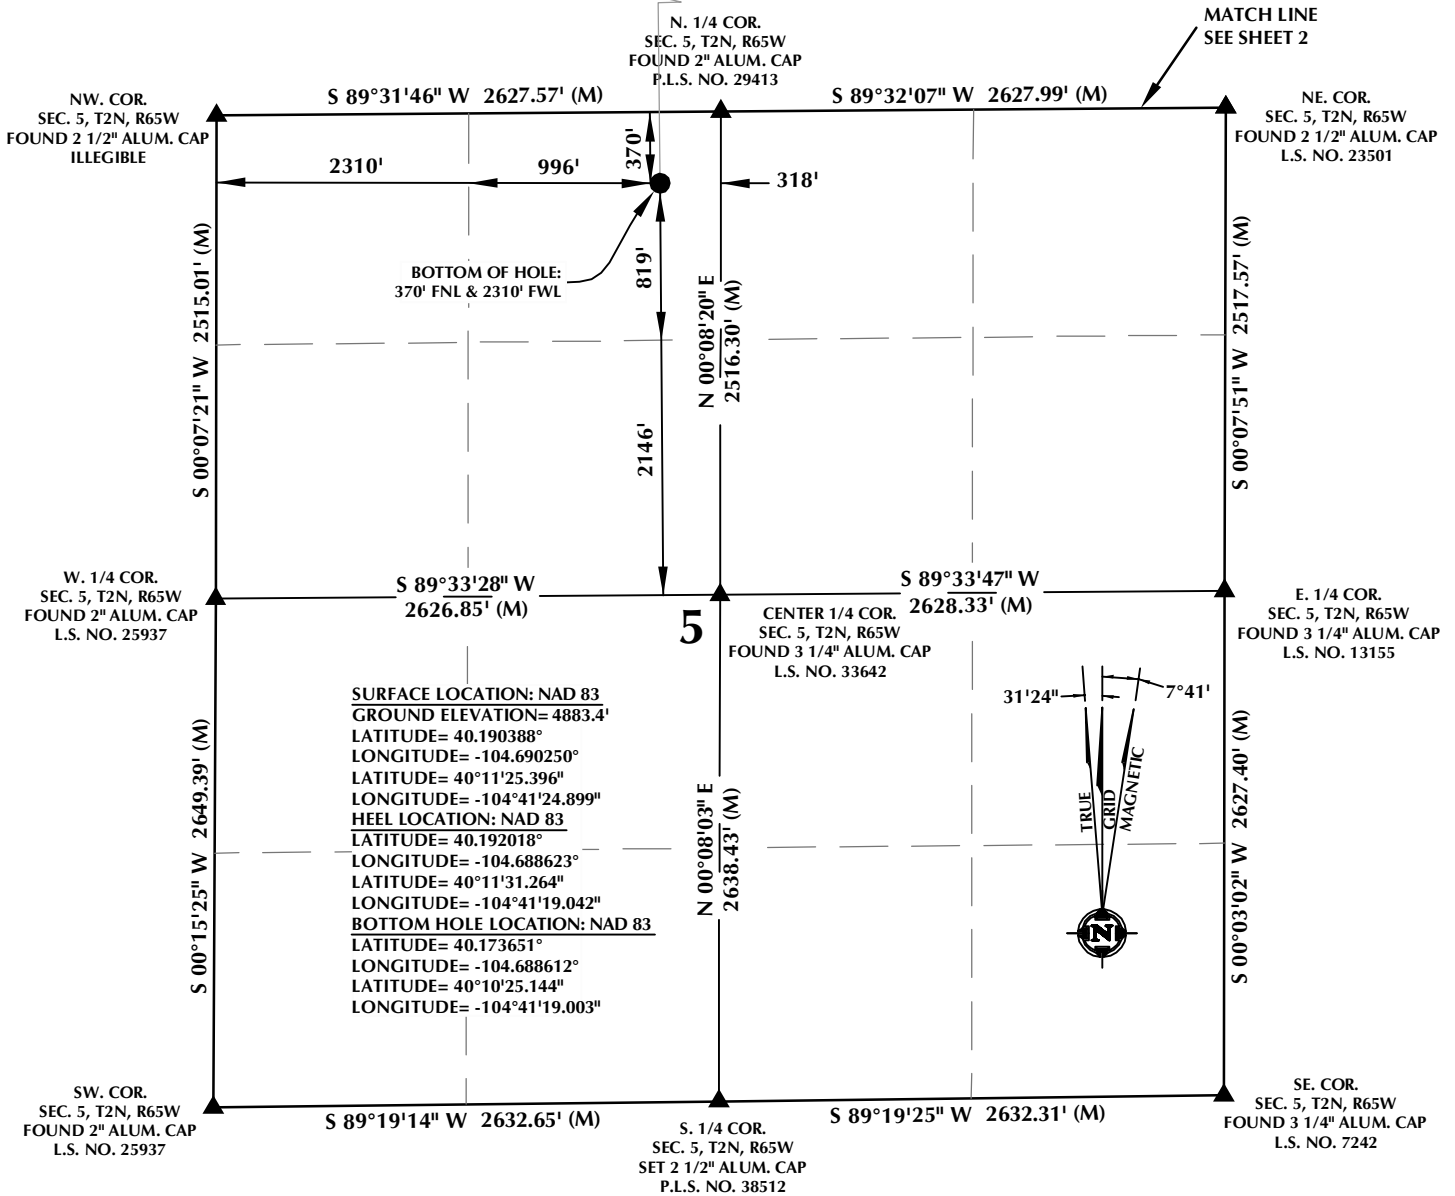 MATCH LINE
SEE SHEET 2
N. 1/4 COR.
SEC. 5, T2N, R65W
FOUND 2" ALUM. CAP
P.L.S. NO. 29413
NW. COR.
SEC. 5, T2N, R65W
FOUND 2 1/2" ALUM. CAP
ILLEGIBLE
S 89°31'46" W 2627.57' (M)
S 89°32'07" W 2627.99' (M)
NE. COR.
SEC. 5, T2N, R65W
FOUND 2 1/2" ALUM. CAP
L.S. NO. 23501
2310'
996'
370'
318'
BOTTOM OF HOLE:
370' FNL & 2310' FWL
819'
2146'
S 00°07'21" W 2515.01' (M)
N 00°08'20" E
2516.30' (M)
S 00°07'51" W 2517.57' (M)
W. 1/4 COR.
SEC. 5, T2N, R65W
FOUND 2" ALUM. CAP
L.S. NO. 25937
S 89°33'28" W
2626.85' (M)
5
S 89°33'47" W
2628.33' (M)
CENTER 1/4 COR.
SEC. 5, T2N, R65W
FOUND 3 1/4" ALUM. CAP
L.S. NO. 33642
E. 1/4 COR.
SEC. 5, T2N, R65W
FOUND 3 1/4" ALUM. CAP
L.S. NO. 13155
SURFACE LOCATION: NAD 83
GROUND ELEVATION= 4883.4'
LATITUDE= 40.190388°
LONGITUDE= -104.690250°
LATITUDE= 40°11'25.396"
LONGITUDE= -104°41'24.899"
HEEL LOCATION: NAD 83
LATITUDE= 40.192018°
LONGITUDE= -104.688623°
LATITUDE= 40°11'31.264"
LONGITUDE= -104°41'19.042"
BOTTOM HOLE LOCATION: NAD 83
LATITUDE= 40.173651°
LONGITUDE= -104.688612°
LATITUDE= 40°10'25.144"
LONGITUDE= -104°41'19.003"
31'24"
7°41'
TRUE
GRID
MAGNETIC
N
S 00°15'25" W 2649.39' (M)
N 00°08'03" E
2638.43' (M)
S 00°03'02" W 2627.40' (M)
SW. COR.
SEC. 5, T2N, R65W
FOUND 2" ALUM. CAP
L.S. NO. 25937
S 89°19'14" W 2632.65' (M)
S 89°19'25" W 2632.31' (M)
S. 1/4 COR.
SEC. 5, T2N, R65W
SET 2 1/2" ALUM. CAP
P.L.S. NO. 38512
SE. COR.
SEC. 5, T2N, R65W
FOUND 3 1/4" ALUM. CAP
L.S. NO. 7242